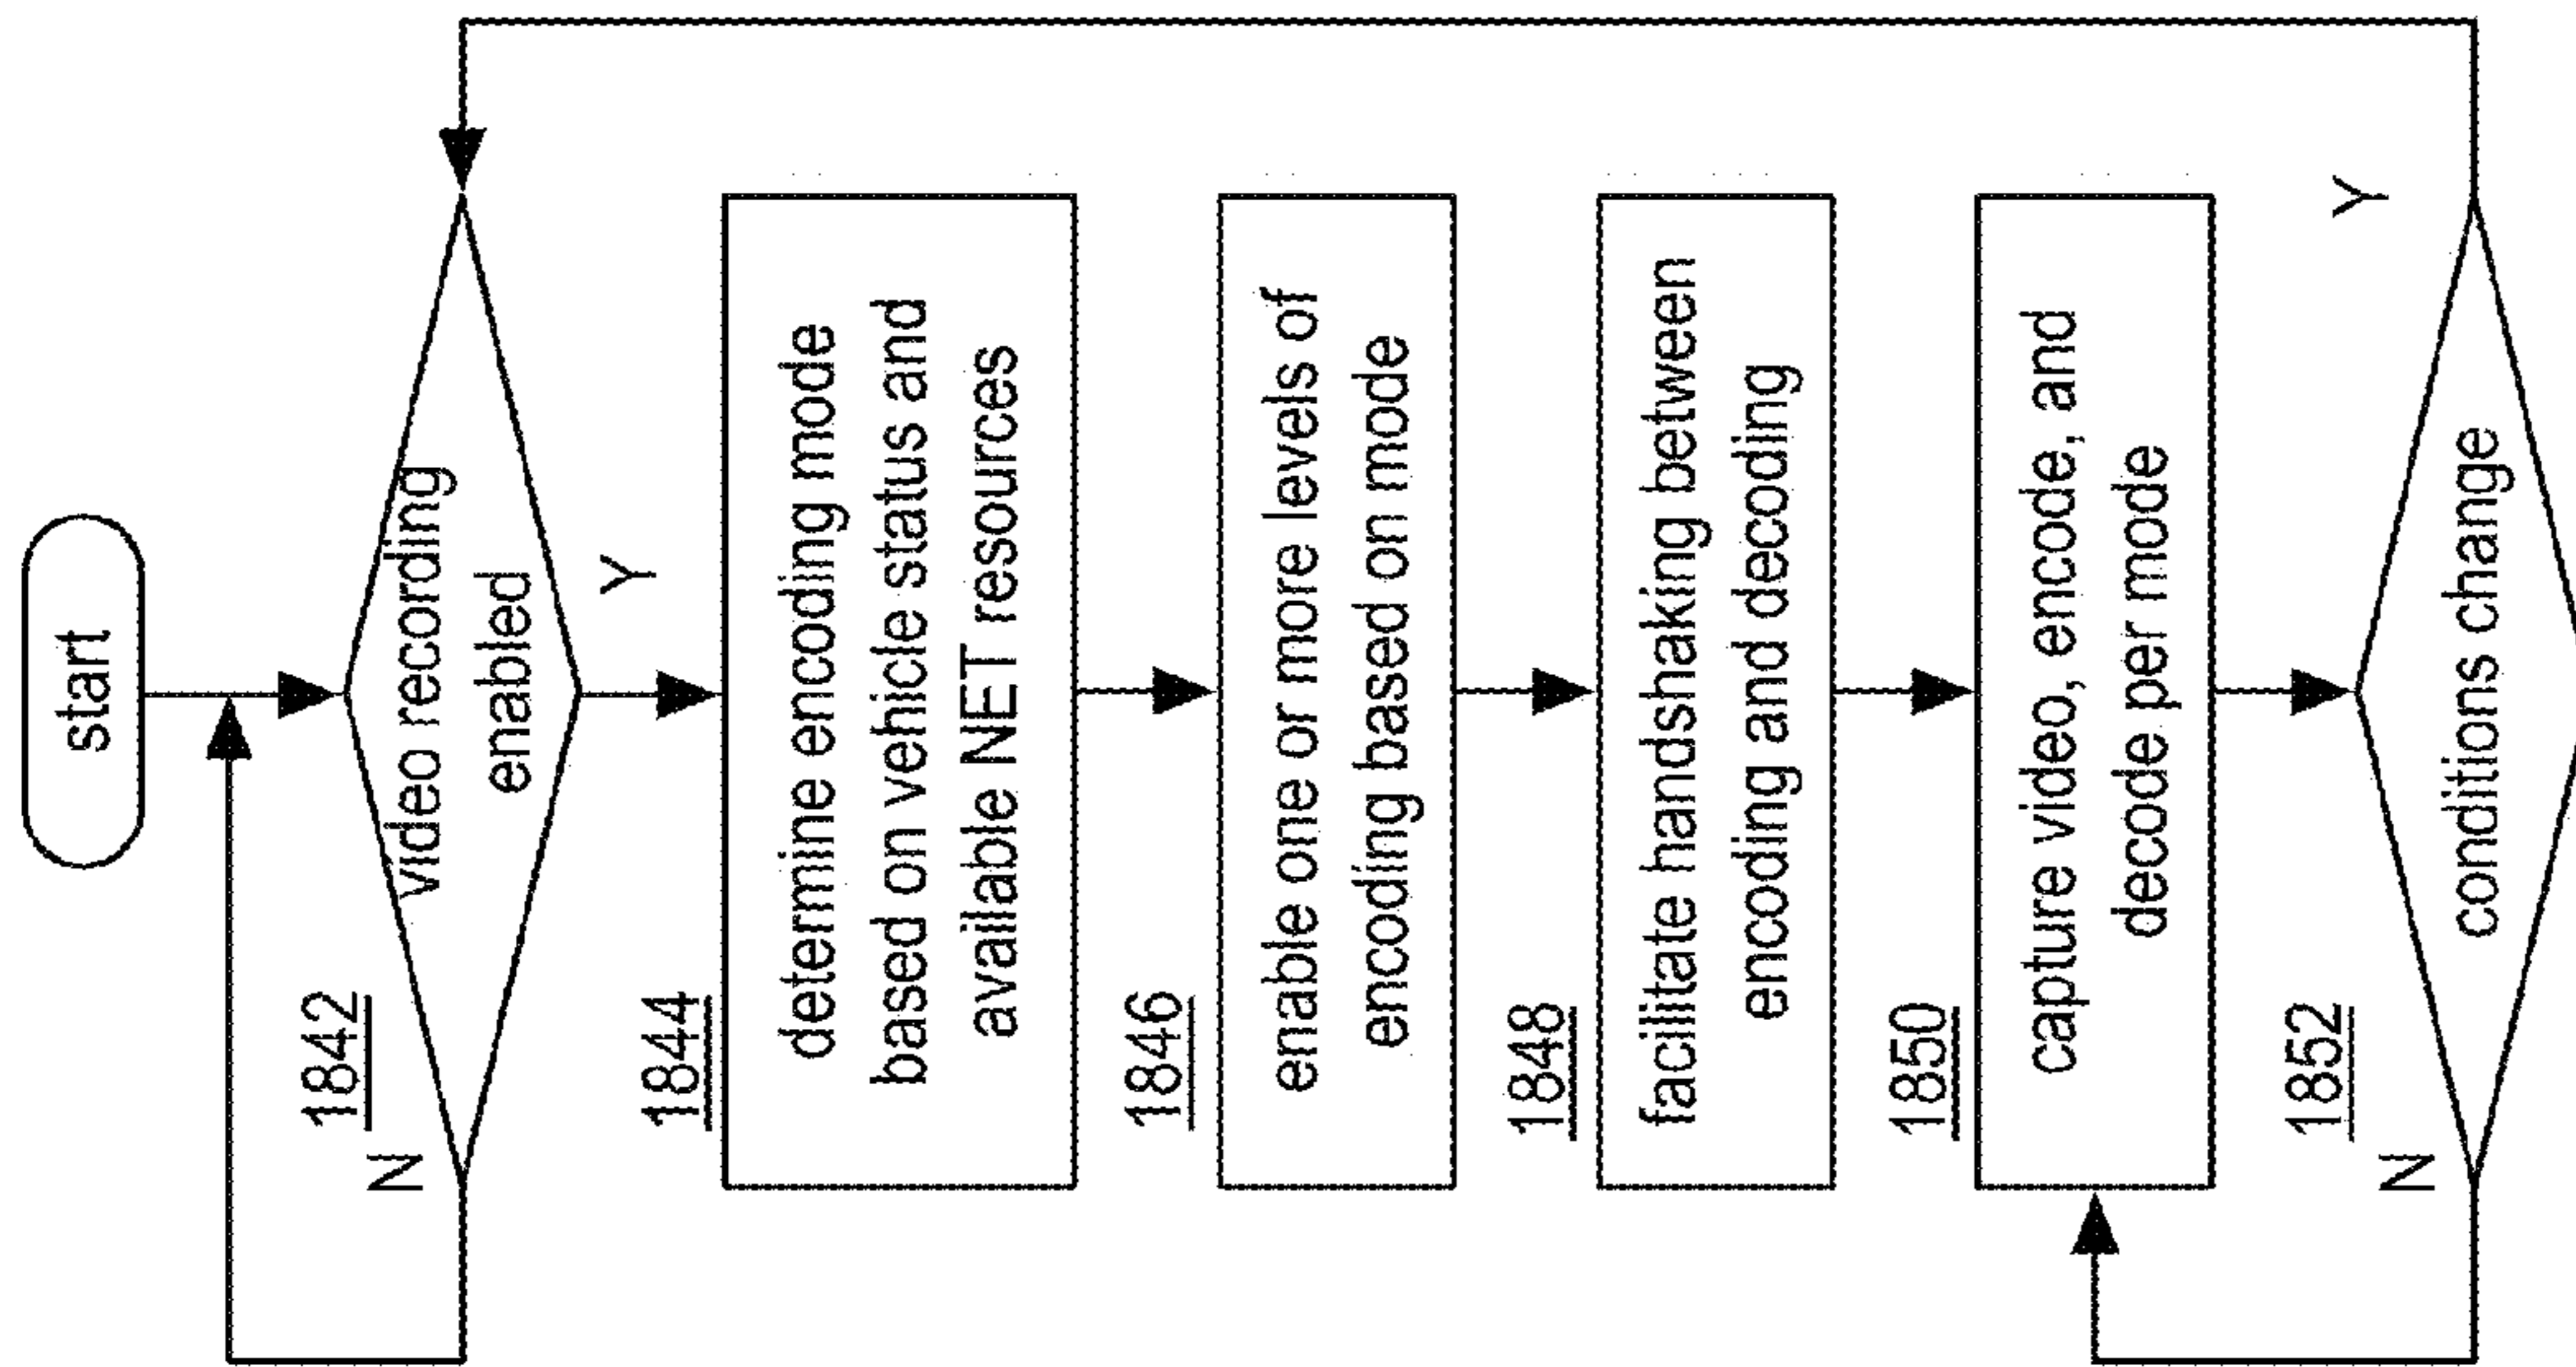 start
1842
video recording
enabled
N
Y
1844
determine encoding mode
based on vehicle status and
available NET resources
1846
enable one or more levels of
encoding based on mode
1848
facilitate handshaking between
encoding and decoding
1850
capture video, encode, and
decode per mode
1852
conditions change
N
Y